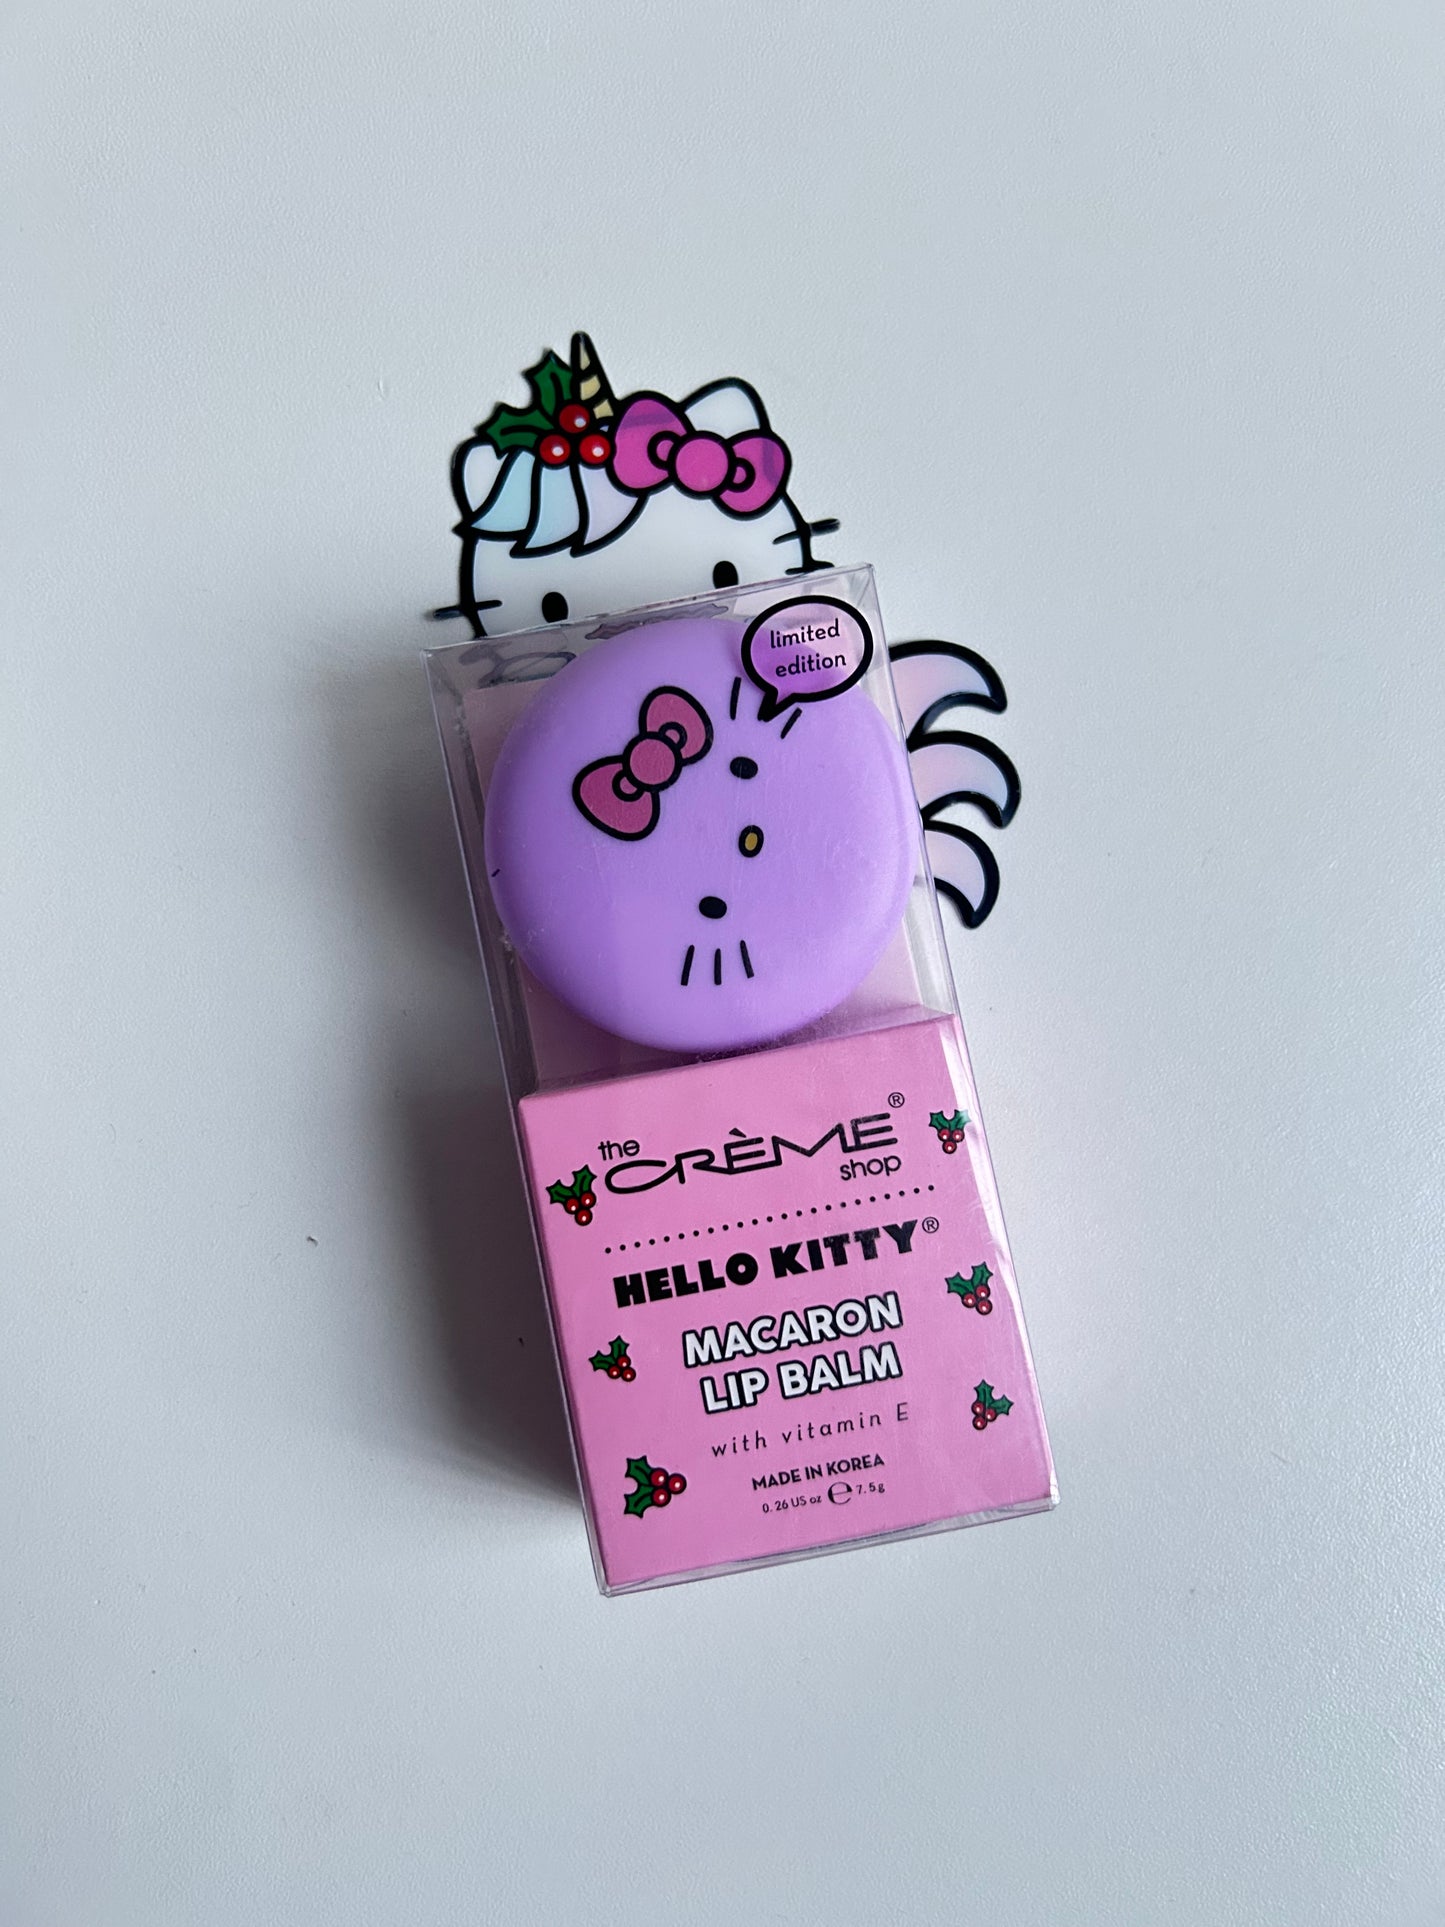 limited
edition
the
CRÈME®
shop
HELLO KITTY®
MACARON
LIP BALM
with vitamin E
MADE IN KOREA
0.26 US oz ℮ 7.5g